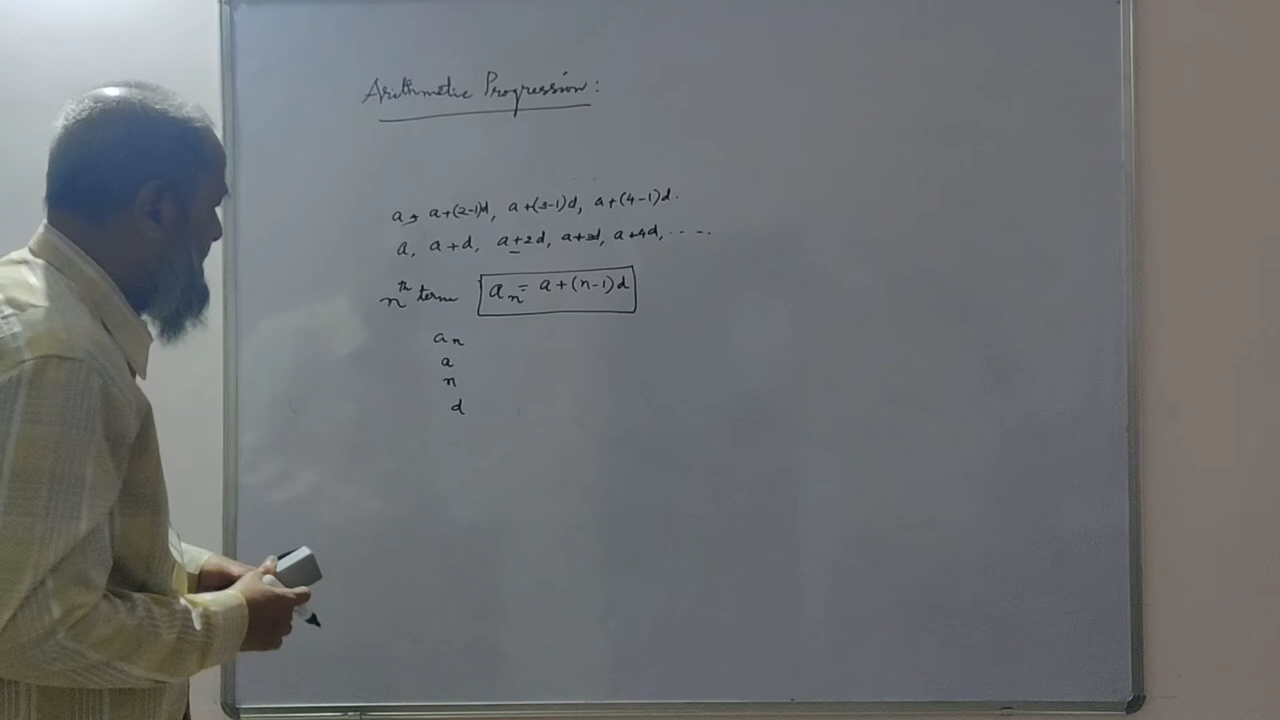 Arithmetic Progression:
a, a+(2-1)d, a+(3-1)d, a+(4-1)d.
a, a+d, a+2d, a+3d, a+4d, .....
nth term aₙ = a+(n-1)d
aₙ
a
n
d